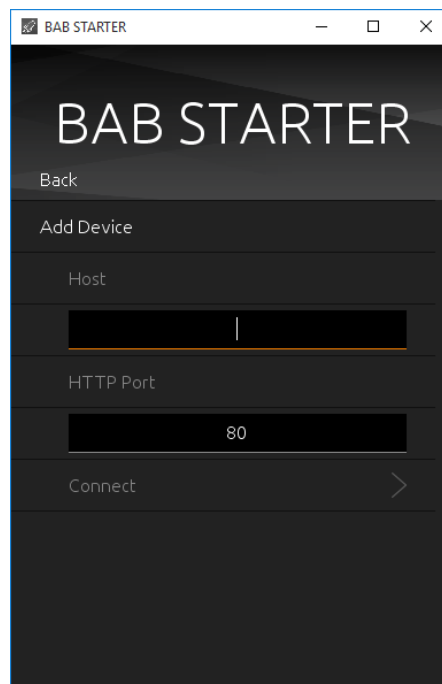 BAB STARTER
BAB STARTER
Back
Add Device
Host
HTTP Port
80
Connect